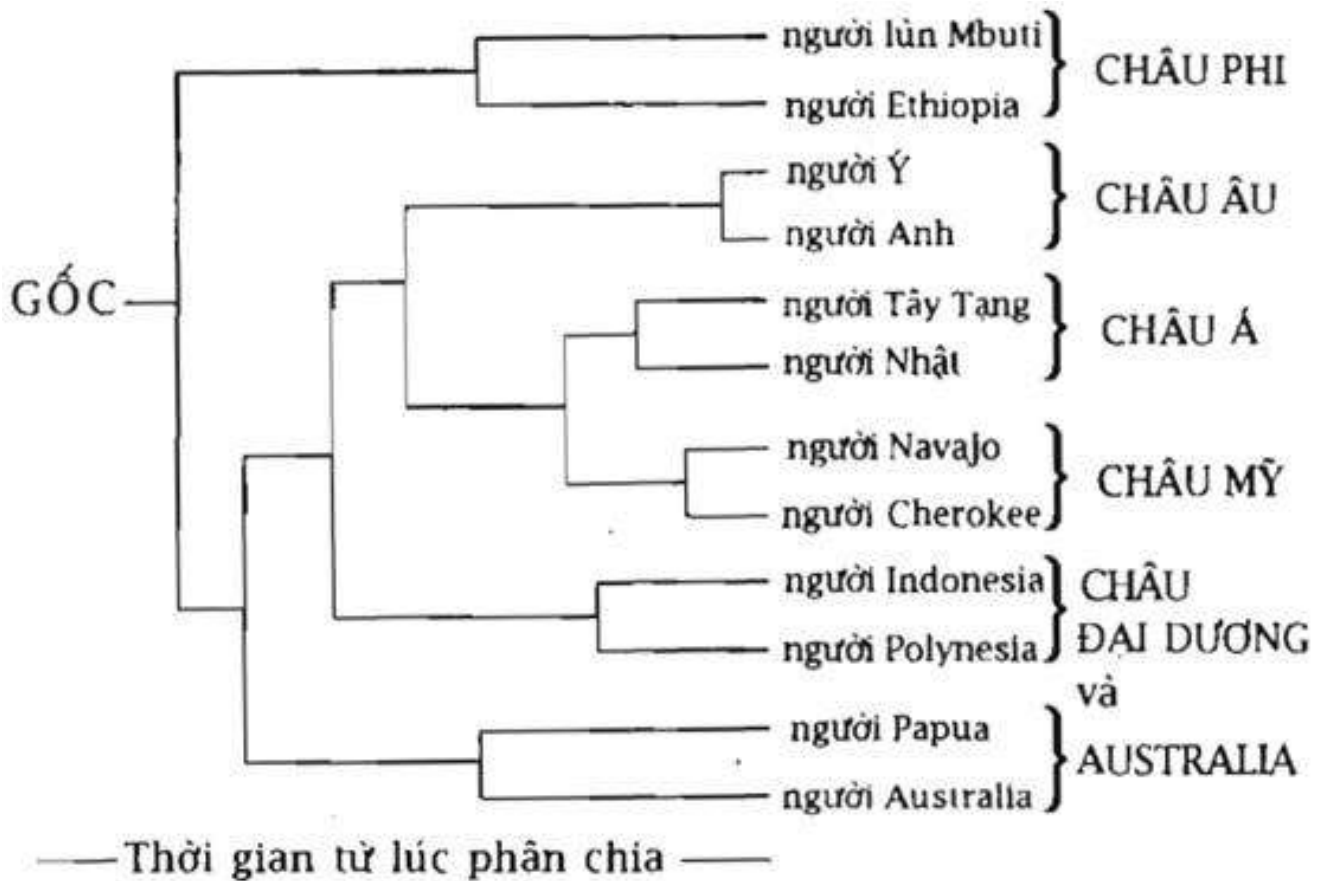 người lùn Mbuti
người Ethiopia
CHÂU PHI
người Ý
người Anh
CHÂU ÂU
GỐC
người Tây Tạng
người Nhật
CHÂU Á
người Navajo
người Cherokee
CHÂU MỸ
người Indonesia
người Polynesia
CHÂU
ĐẠI DƯƠNG
và
người Papua
người Australia
AUSTRALIA
Thời gian từ lúc phân chia